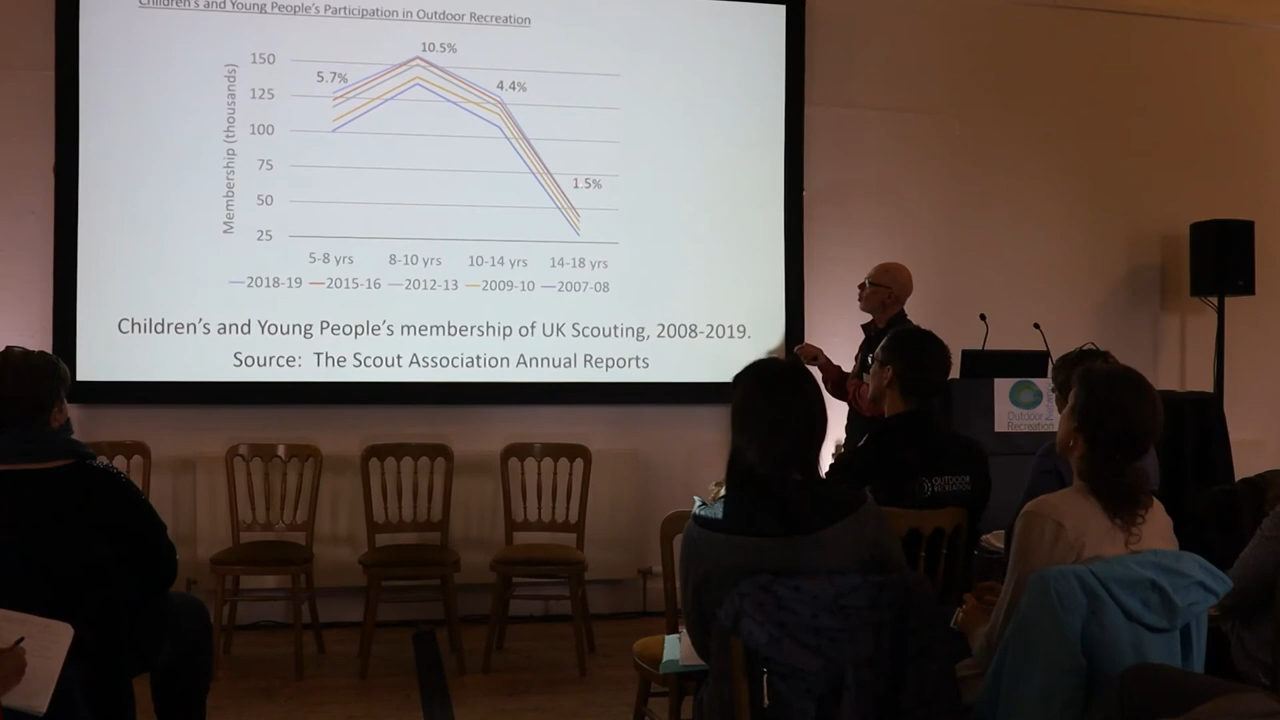 Children's and Young People's Participation in Outdoor Recreation
Membership (thousands)
150
125
100
75
50
25
5.7%
10.5%
4.4%
1.5%
5-8 yrs 8-10 yrs 10-14 yrs 14-18 yrs
2018-19 2015-16 2012-13 2009-10 2007-08
Children's and Young People's membership of UK Scouting, 2008-2019.
Source: The Scout Association Annual Reports
Outdoor
Recreation
Network
OUTDOOR
RECREATION